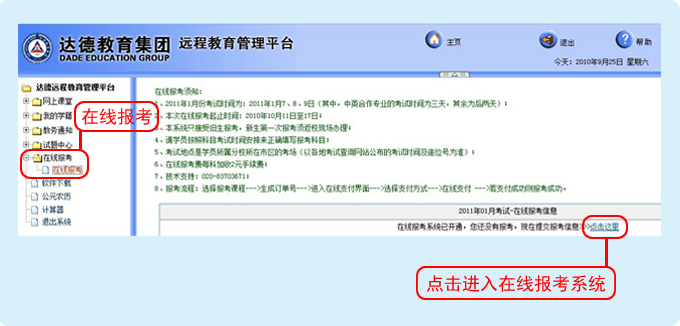 达德教育集团 远程教育管理平台
DADE EDUCATION GROUP
主页
退出
帮助
今天: 2010年9月25日 星期六
达德远程教育管理平台
网上课堂
我的学籍
教务通知
试题中心
在线报考
在线报考
软件下载
公元农历
计算器
退出系统
在线报考
在线报考须知:
1、2011年1月份考试时间为: 2011年1月7、8、9日 (其中, 中英合作专业的考试时间为三天, 其余为后两天);
2、本次在线报考起止时间: 2010年10月11日至17日;
3、本系统只接受旧生报考, 新生第一次报考须返校现场办理;
4、请学员按照科目考试时间安排来正确填写报考科目;
5、考试地点是学员所属分校所在市区的考场 (以各地考试查询网站公布的考试时间及座位号为准);
6、在线报考费每科加收2元手续费;
7、技术支持: 020-83703671;
8、报考流程: 选择报考课程--->生成订单号--->进入在线支付界面--->选择支付方式--->在线支付 --->若支付成功则报考成功。
2011年01月考试-在线报考信息
在线报考系统已开通, 您还没有报考, 现在提交报考信息>>点击这里
点击进入在线报考系统